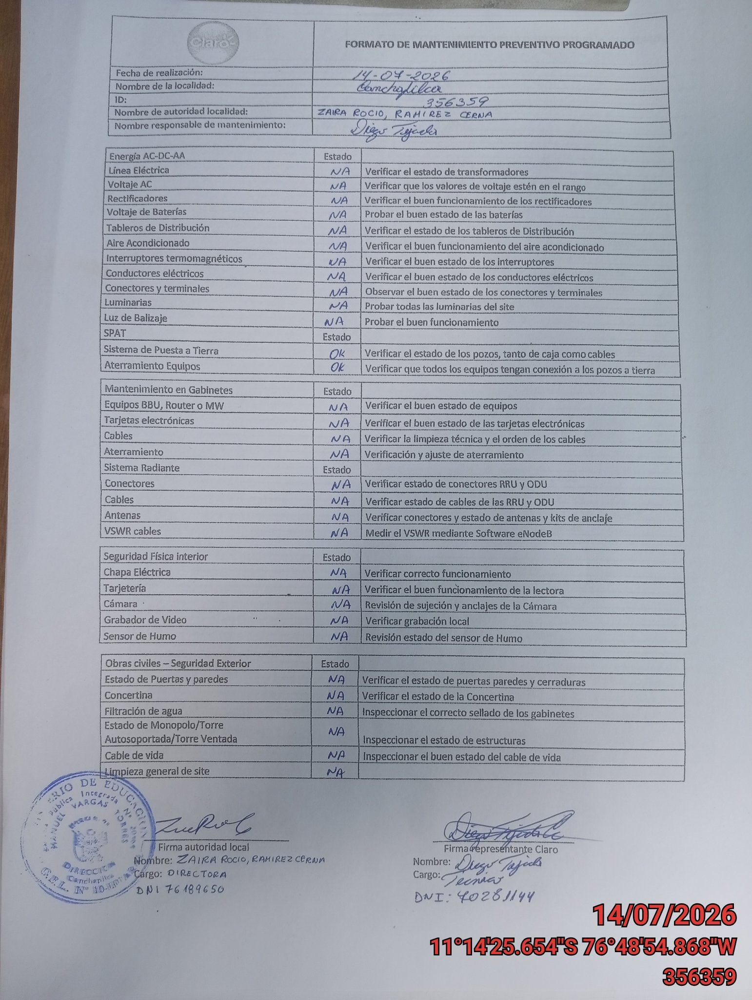 Claro
FORMATO DE MANTENIMIENTO PREVENTIVO PROGRAMADO
Fecha de realización: 14-07-2026
Nombre de la localidad: Canchapilca
ID: 356359
Nombre de autoridad localidad: ZAIRA ROCIO, RAMIREZ CERNA
Nombre responsable de mantenimiento: Diego Tejada
Energía AC-DC-AA Estado
Línea Eléctrica NA Verificar el estado de transformadores
Voltaje AC NA Verificar que los valores de voltaje estén en el rango
Rectificadores NA Verificar el buen funcionamiento de los rectificadores
Voltaje de Baterías NA Probar el buen estado de las baterías
Tableros de Distribución NA Verificar el estado de los tableros de Distribución
Aire Acondicionado NA Verificar el buen funcionamiento del aire acondicionado
Interruptores termomagnéticos NA Verificar el buen estado de los interruptores
Conductores eléctricos NA Verificar el buen estado de los conductores eléctricos
Conectores y terminales NA Observar el buen estado de los conectores y terminales
Luminarias NA Probar todas las luminarias del site
Luz de Balizaje NA Probar el buen funcionamiento
SPAT Estado
Sistema de Puesta a Tierra OK Verificar el estado de los pozos, tanto de caja como cables
Aterramiento Equipos OK Verificar que todos los equipos tengan conexión a los pozos a tierra
Mantenimiento en Gabinetes Estado
Equipos BBU, Router o MW NA Verificar el buen estado de equipos
Tarjetas electrónicas NA Verificar el buen estado de las tarjetas electrónicas
Cables NA Verificar la limpieza técnica y el orden de los cables
Aterramiento NA Verificación y ajuste de aterramiento
Sistema Radiante Estado
Conectores NA Verificar estado de conectores RRU y ODU
Cables NA Verificar estado de cables de las RRU y ODU
Antenas NA Verificar conectores y estado de antenas y kits de anclaje
VSWR cables NA Medir el VSWR mediante Software eNodeB
Seguridad Física interior Estado
Chapa Eléctrica NA Verificar correcto funcionamiento
Tarjetería NA Verificar el buen funcionamiento de la lectora
Cámara NA Revisión de sujeción y anclajes de la Cámara
Grabador de Video NA Verificar grabación local
Sensor de Humo NA Revisión estado del sensor de Humo
Obras civiles – Seguridad Exterior Estado
Estado de Puertas y paredes NA Verificar el estado de puertas paredes y cerraduras
Concertina NA Verificar el estado de la Concertina
Filtración de agua NA Inspeccionar el correcto sellado de los gabinetes
Estado de Monopolo/Torre
Autosoportada/Torre Ventada NA Inspeccionar el estado de estructuras
Cable de vida NA Inspeccionar el buen estado del cable de vida
Limpieza general de site NA
DE EDUCACION
Pública Integrada N°
MANUEL VARGAS TORRES
DIRECCION
Canchapilca
Firma autoridad local
Nombre: ZAIRA ROCIO, RAMIREZ CERNA
Cargo: DIRECTORA
DNI 76189650
Diego Tejada
Firma representante Claro
Nombre: Diego Tejada
Cargo: Técnico
DNI: 40281144
14/07/2026
11°14'25.654"S 76°48'54.868"W
356359